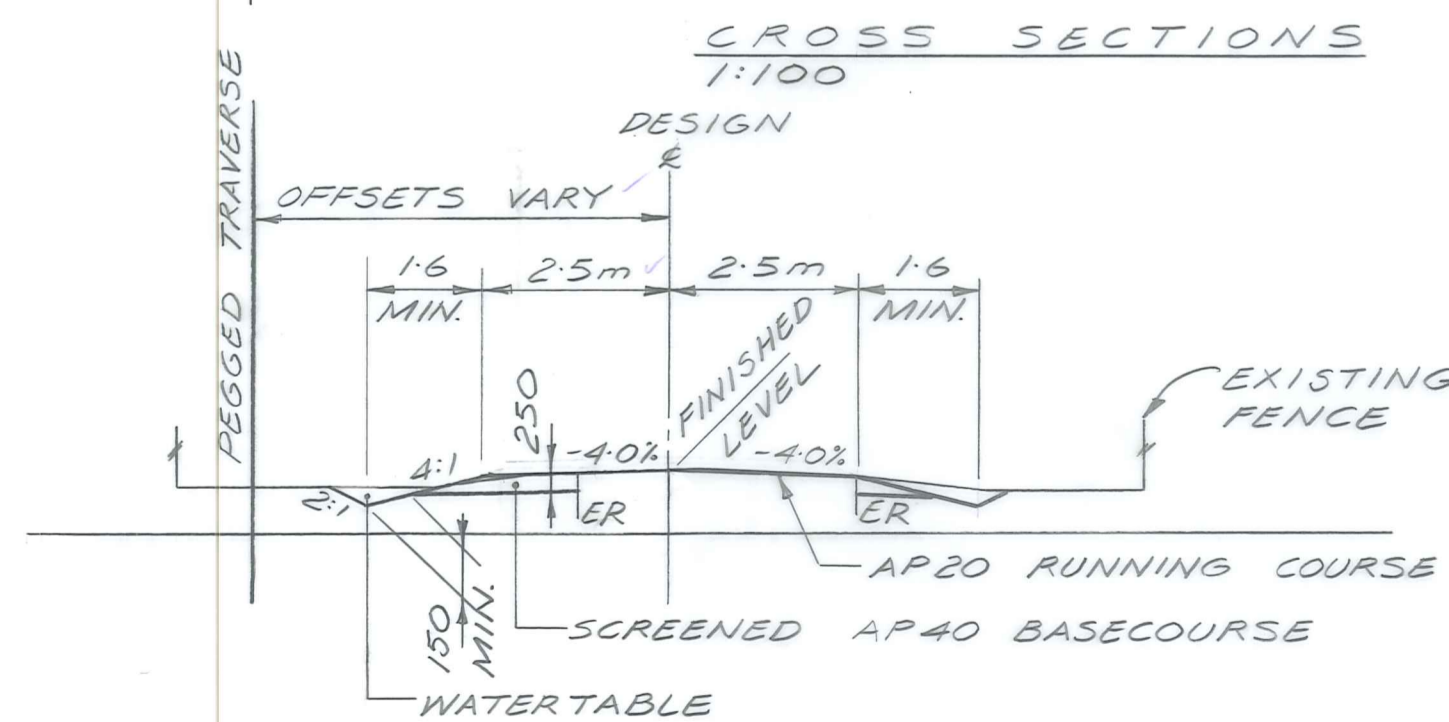 CROSS SECTIONS
1:100
DESIGN
℄
PEGGED TRAVERSE
OFFSETS VARY
1.6
MIN.
2.5m
2.5m
1.6
MIN.
FINISHED
LEVEL
EXISTING
FENCE
250
-4.0%
-4.0%
4:1
2:1
ER
ER
AP20 RUNNING COURSE
150
MIN.
SCREENED AP40 BASECOURSE
WATER TABLE